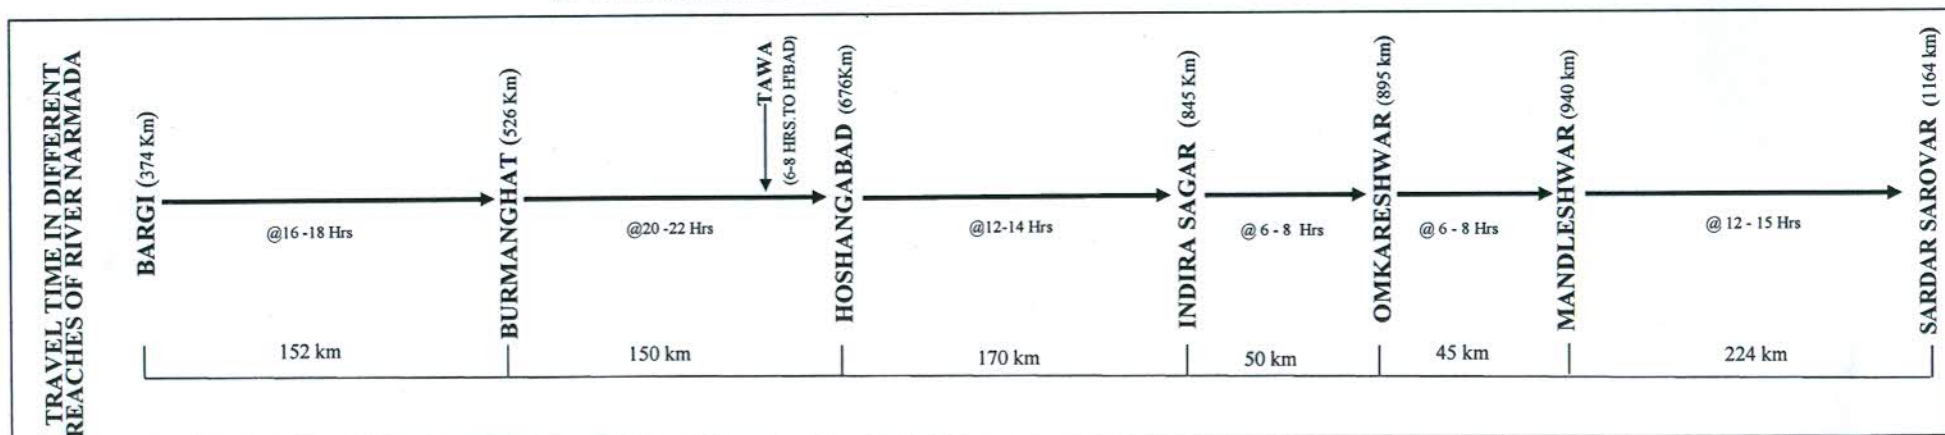 TRAVEL TIME IN DIFFERENT
REACHES OF RIVER NARMADA
BARGI (374 Km)
@16 -18 Hrs
BURMANGHAT (526 Km)
@20 -22 Hrs
TAWA
(6-8 HRS.TO H'BAD)
HOSHANGABAD (676Km)
@12-14 Hrs
INDIRA SAGAR (845 Km)
@ 6 - 8 Hrs
OMKARESHWAR (895 km)
@ 6 - 8 Hrs
MANDLESHWAR (940 km)
@ 12 - 15 Hrs
SARDAR SAROVAR (1164 km)
152 km
150 km
170 km
50 km
45 km
224 km